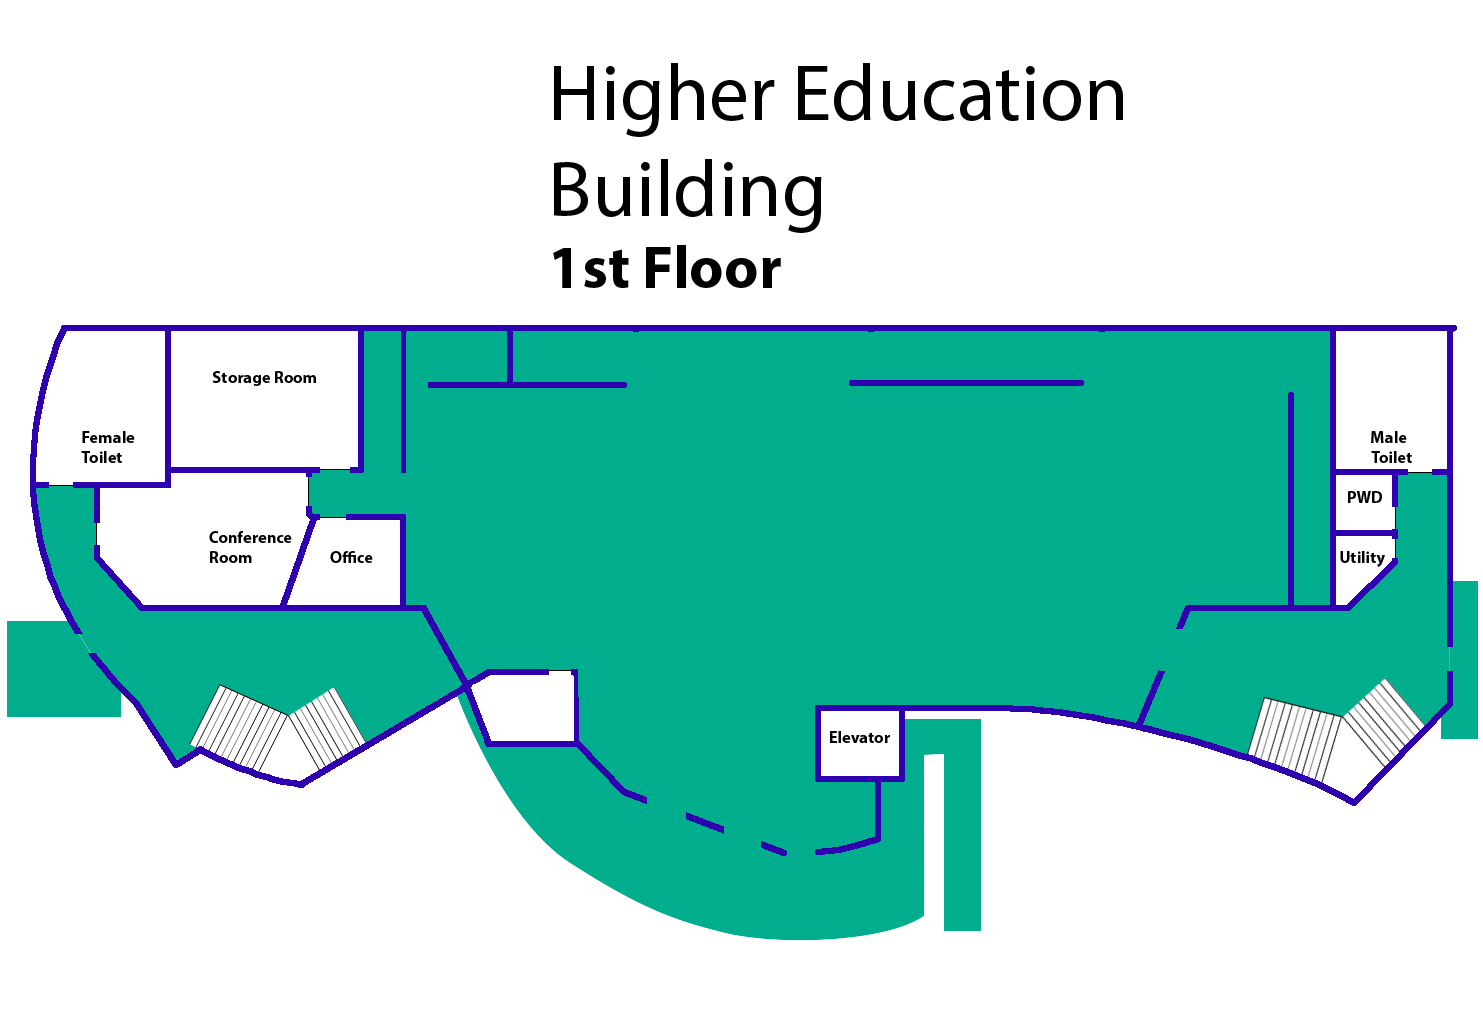 Higher Education
Building
1st Floor
Storage Room
Female
Toilet
Conference
Room
Office
Elevator
Male
Toilet
PWD
Utility